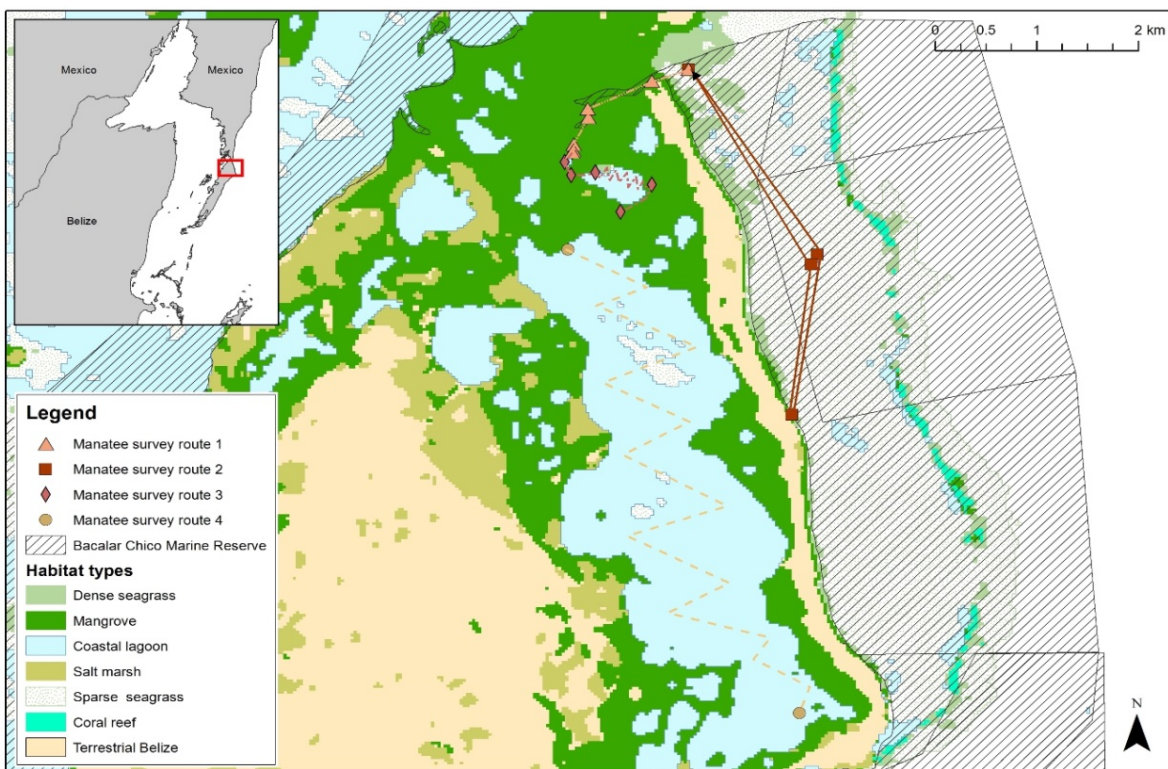 Mexico
Mexico
Belize
0 0.5 1 2 km
Legend
Manatee survey route 1
Manatee survey route 2
Manatee survey route 3
Manatee survey route 4
Bacalar Chico Marine Reserve
Habitat types
Dense seagrass
Mangrove
Coastal lagoon
Salt marsh
Sparse seagrass
Coral reef
Terrestrial Belize
N